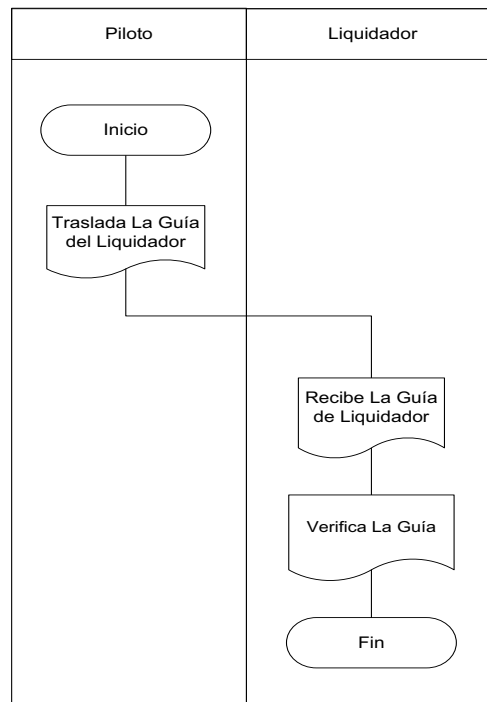 Piloto
Liquidador
Inicio
Traslada La Guía
del Liquidador
Recibe La Guía
de Liquidador
Verifica La Guía
Fin